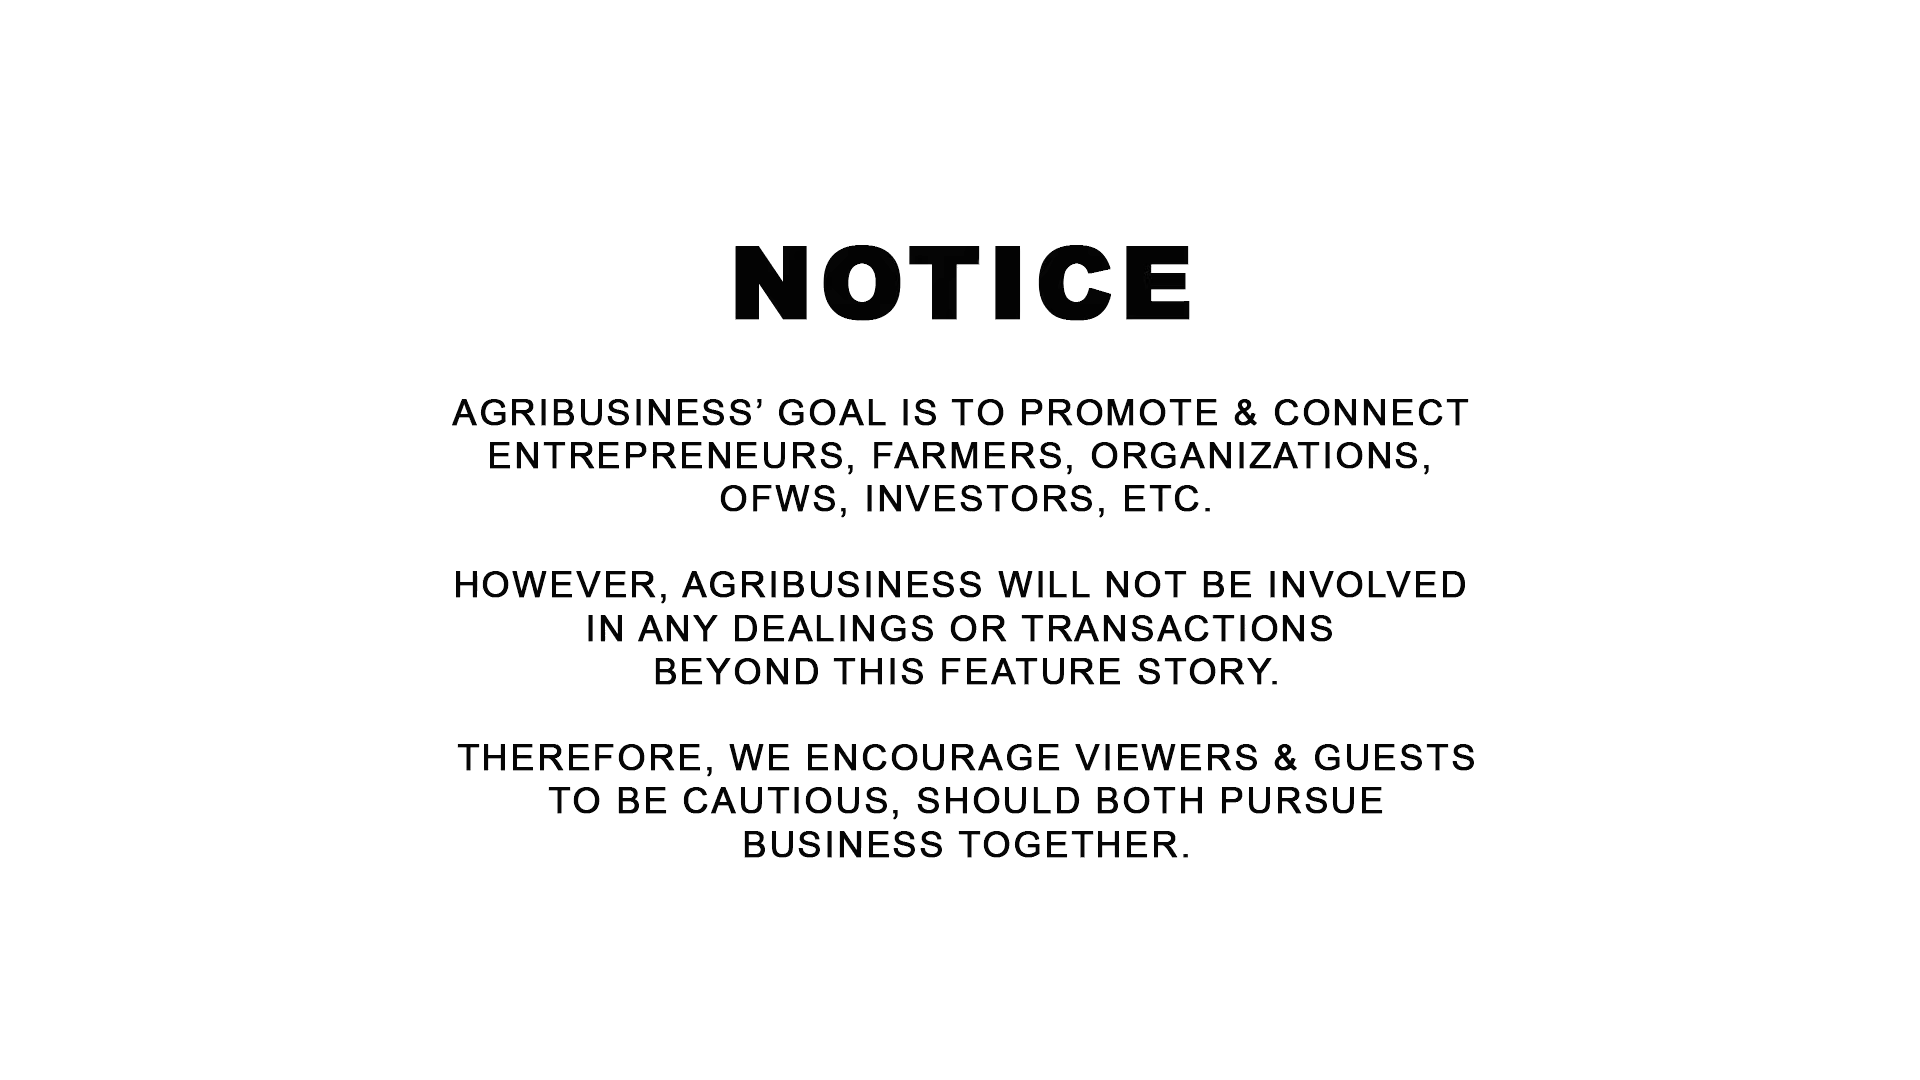 NOTICE
AGRIBUSINESS’ GOAL IS TO PROMOTE & CONNECT
ENTREPRENEURS, FARMERS, ORGANIZATIONS,
OFWS, INVESTORS, ETC.
HOWEVER, AGRIBUSINESS WILL NOT BE INVOLVED
IN ANY DEALINGS OR TRANSACTIONS
BEYOND THIS FEATURE STORY.
THEREFORE, WE ENCOURAGE VIEWERS & GUESTS
TO BE CAUTIOUS, SHOULD BOTH PURSUE
BUSINESS TOGETHER.